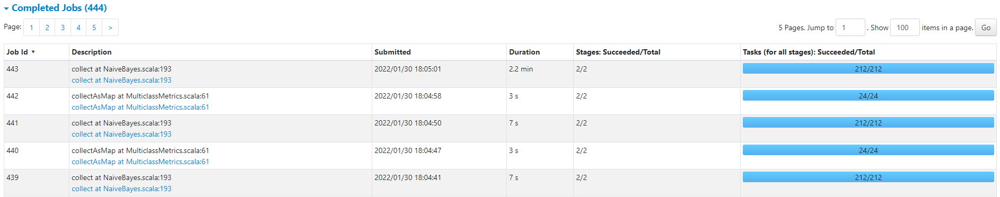 Completed Jobs (444)
Page: 1 2 3 4 5 > 5 Pages. Jump to 1 . Show 100 items in a page. Go
Job Id ▾ Description Submitted Duration Stages: Succeeded/Total Tasks (for all stages): Succeeded/Total
443 collect at NaiveBayes.scala:193 2022/01/30 18:05:01 2.2 min 2/2 212/212
collect at NaiveBayes.scala:193
442 collectAsMap at MulticlassMetrics.scala:61 2022/01/30 18:04:58 3 s 2/2 24/24
collectAsMap at MulticlassMetrics.scala:61
441 collect at NaiveBayes.scala:193 2022/01/30 18:04:50 7 s 2/2 212/212
collect at NaiveBayes.scala:193
440 collectAsMap at MulticlassMetrics.scala:61 2022/01/30 18:04:47 3 s 2/2 24/24
collectAsMap at MulticlassMetrics.scala:61
439 collect at NaiveBayes.scala:193 2022/01/30 18:04:41 7 s 2/2 212/212
collect at NaiveBayes.scala:193